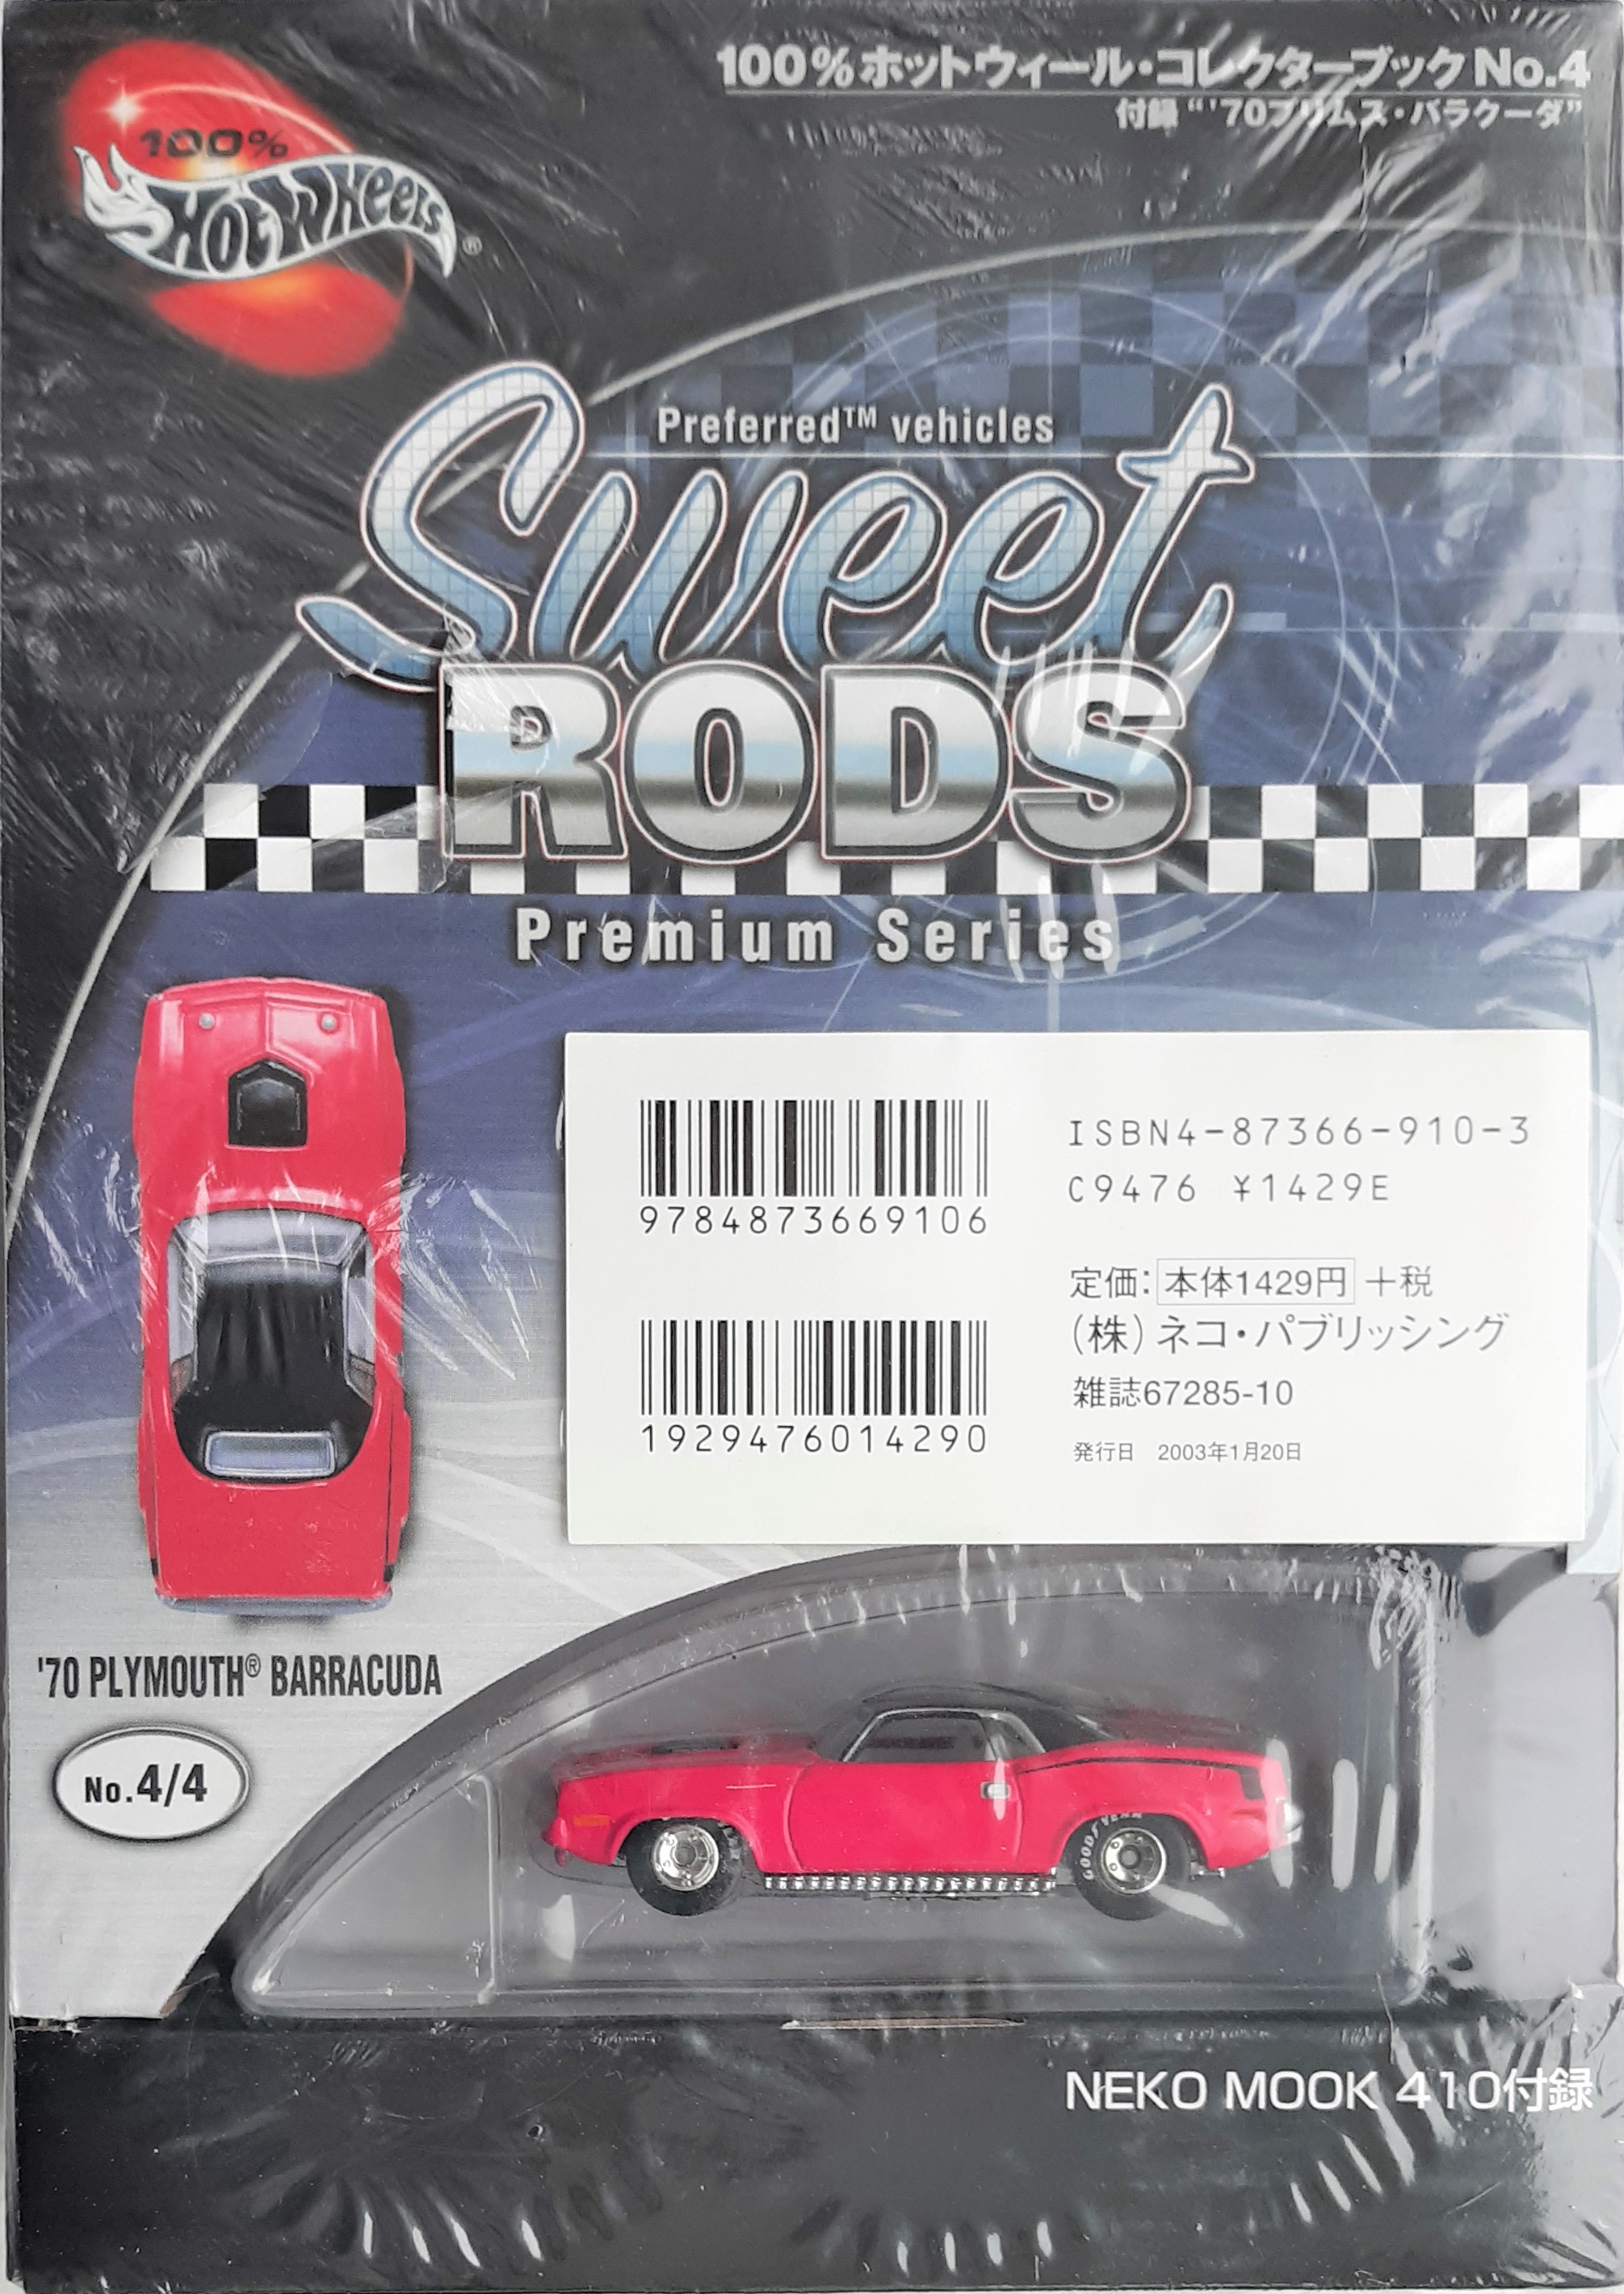 100%ホットウィール・コレクターブックNo.4
付録 “'70プリムス・バラクーダ”
100%
HOT WHEELS®
Preferred™ vehicles
Sweet
RODS
Premium Series
ISBN4-87366-910-3
C9476 ¥1429E
9784873669106
定価: 本体1429円 +税
(株)ネコ・パブリッシング
雑誌67285-10
1929476014290
発行日 2003年1月20日
'70 PLYMOUTH® BARRACUDA
No.4/4
GOODYEAR
NEKO MOOK 410付録